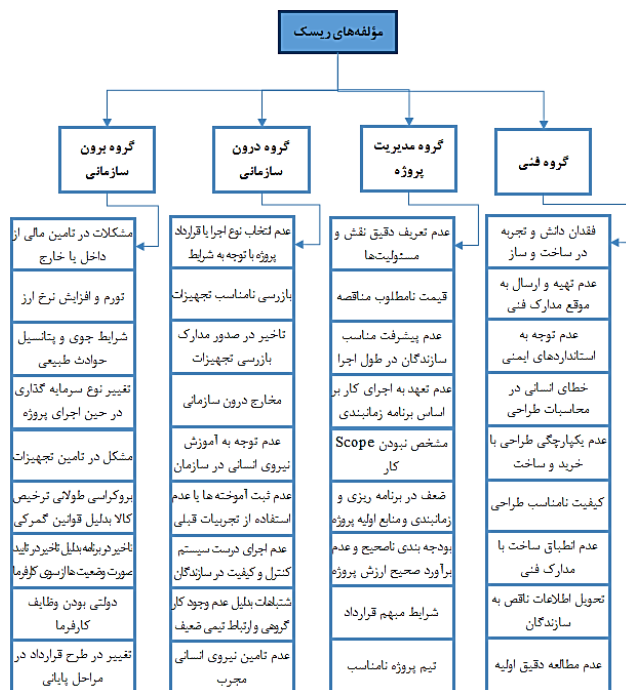 مؤلفه‌های ریسک
گروه فنی
فقدان دانش و تجربه
در ساخت و ساز
عدم تهیه و ارسال به
موقع مدارک فنی
عدم توجه به
استانداردهای ایمنی
خطای انسانی در
محاسبات طراحی
عدم یکپارچگی طراحی با
خرید و ساخت
کیفیت نامناسب طراحی
عدم انطباق ساخت با
مدارک فنی
تحویل اطلاعات ناقص به
سازندگان
عدم مطالعه دقیق اولیه
گروه مدیریت
پروژه
عدم تعریف دقیق نقش و
مسئولیت‌ها
قیمت نامطلوب مناقصه
عدم پیشرفت مناسب
سازندگان در طول اجرا
عدم تعهد به اجرای کار بر
اساس برنامه زمانبندی
مشخص نبودن Scope
کار
ضعف در برنامه ریزی و
زمانبندی و منابع اولیه پروژه
بودجه بندی ناصحیح و عدم
برآورد صحیح ارزش پروژه
شرایط مبهم قرارداد
تیم پروژه نامناسب
گروه درون
سازمانی
عدم انتخاب نوع اجرا یا قرارداد
پروژه با توجه به شرایط
بازرسی نامناسب تجهیزات
تاخیر در صدور مدارک
بازرسی تجهیزات
مخارج درون سازمانی
عدم توجه به آموزش
نیروی انسانی در سازمان
عدم ثبت آموخته ها یا عدم
استفاده از تجربیات قبلی
عدم اجرای درست سیستم
کنترل و کیفیت در سازندگان
شتباهات بدلیل عدم وجود کار
گروهی و ارتباط تیمی ضعیف
عدم تامین نیروی انسانی
مجرب
گروه برون
سازمانی
مشکلات در تامین مالی از
داخل یا خارج
تورم و افزایش نرخ ارز
شرایط جوی و پتانسیل
حوادث طبیعی
تغییر نوع سرمایه گذاری
در حین اجرای پروژه
مشکل در تامین تجهیزات
بروکراسی طولانی ترخیص
کالا بدلیل قوانین گمرکی
تاخیر در برنامه بدلیل تاخیر در تایید
صورت وضعیت ها از سوی کارفرما
دولتی بودن وظایف
کارفرما
تغییر در طرح قرارداد در
مراحل پایانی